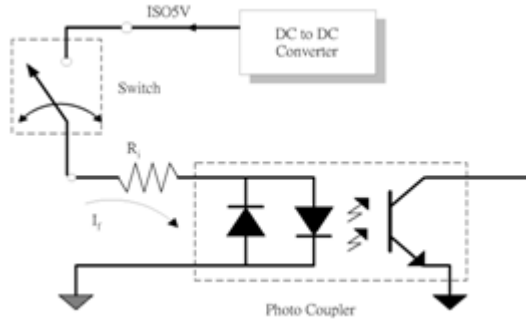 ISO5V
DC to DC
Converter
Switch
Ri
If
Photo Coupler